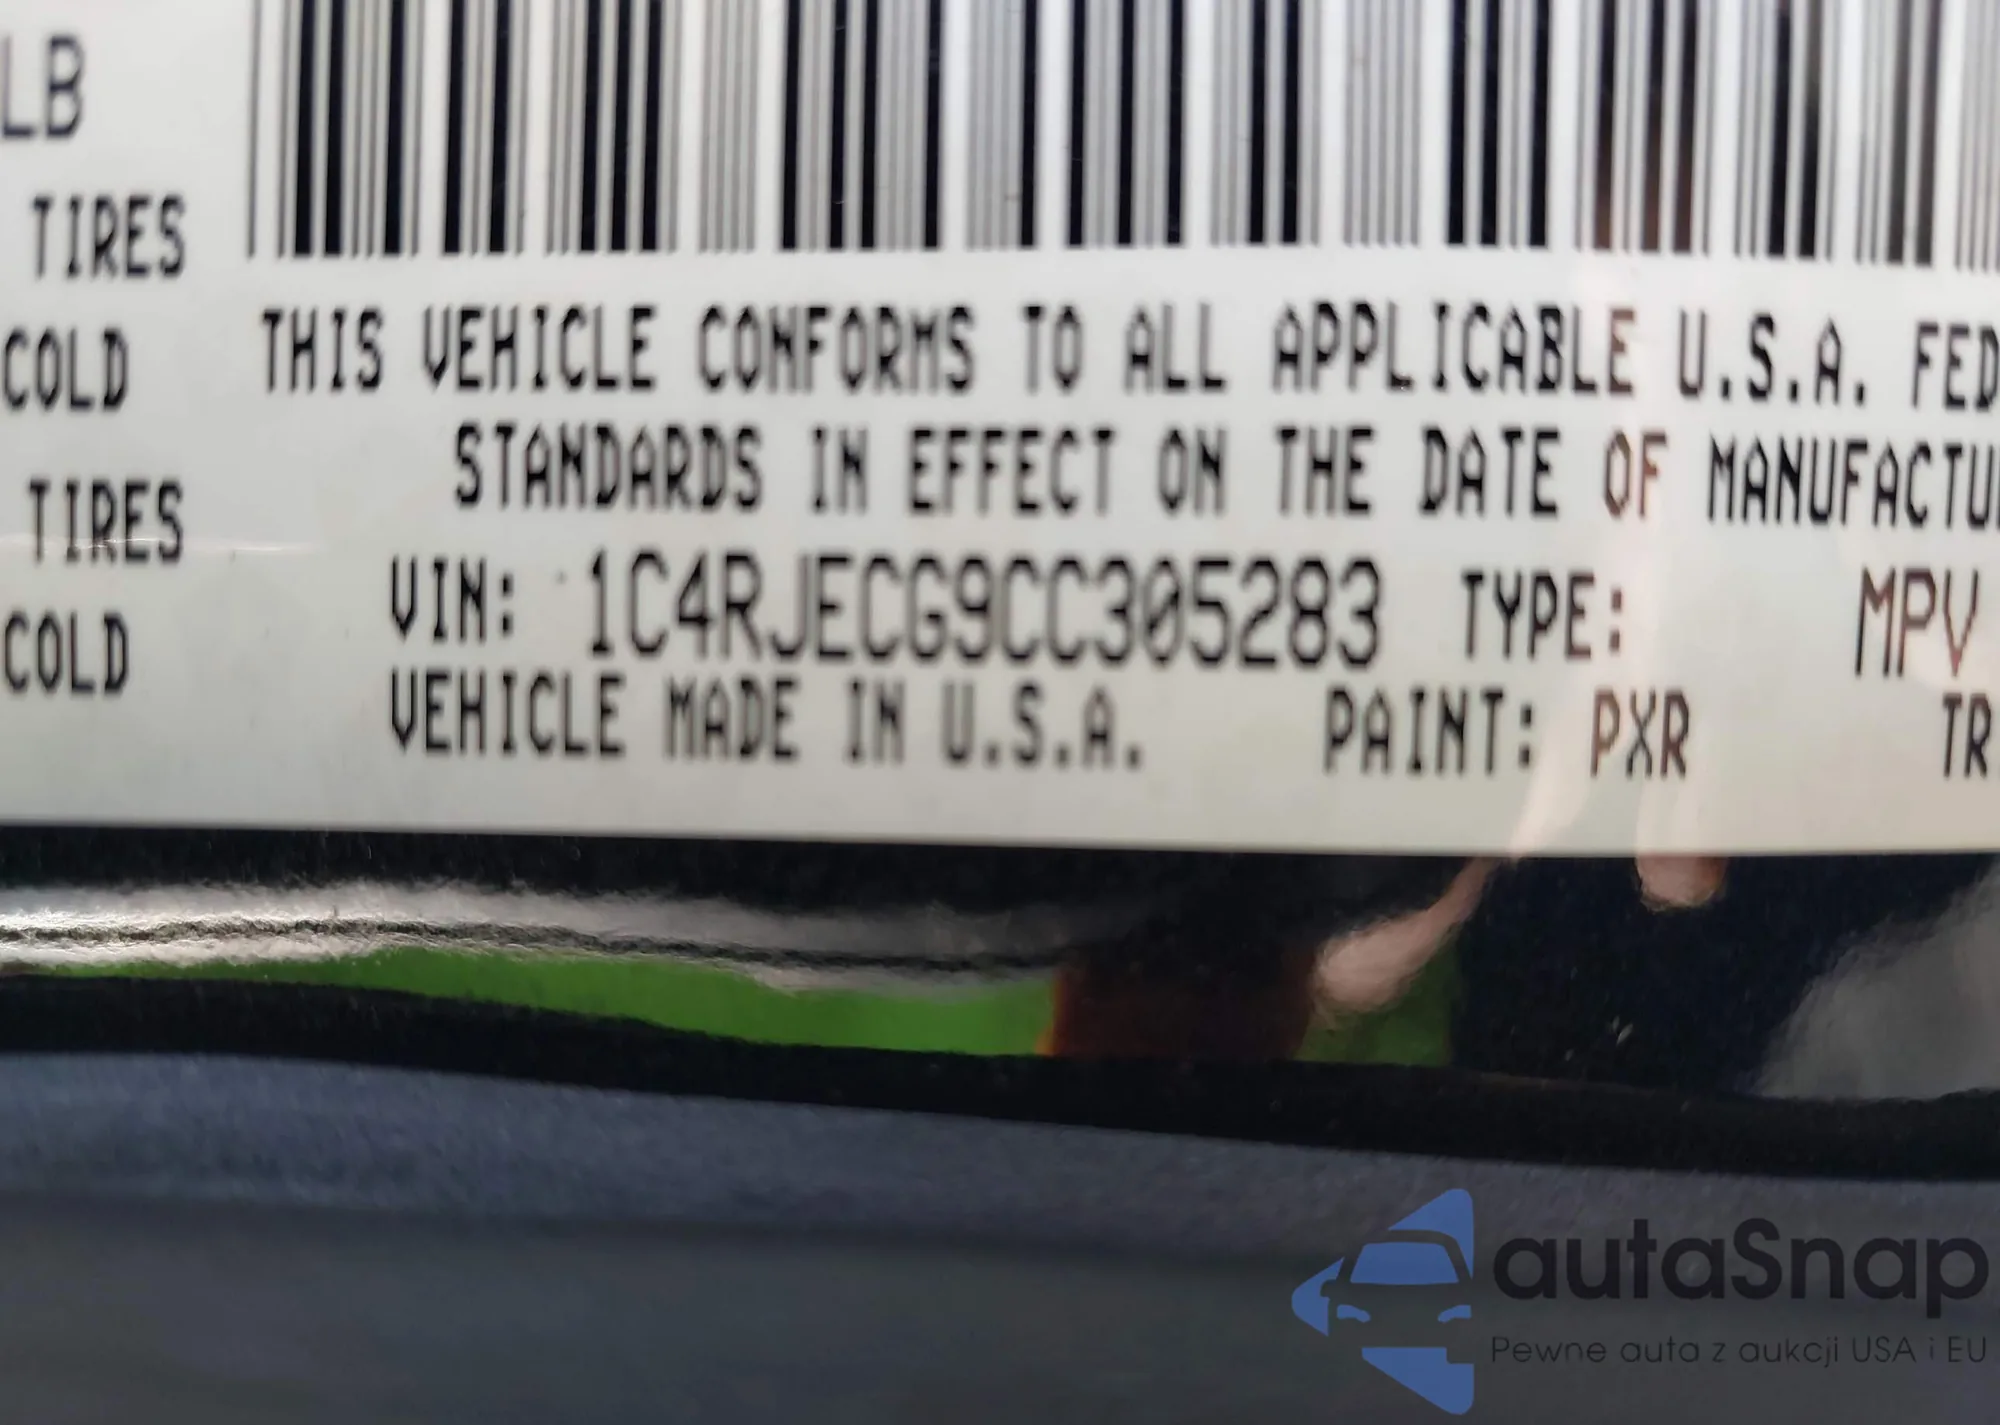 LB
TIRES
COLD
TIRES
COLD
THIS VEHICLE CONFORMS TO ALL APPLICABLE U.S.A. FED
STANDARDS IN EFFECT ON THE DATE OF MANUFACTU
VIN: 1C4RJECG9CC305283 TYPE: MPV
VEHICLE MADE IN U.S.A. PAINT: PXR TR
autaSnap
Pewne auta z aukcji USA i EU